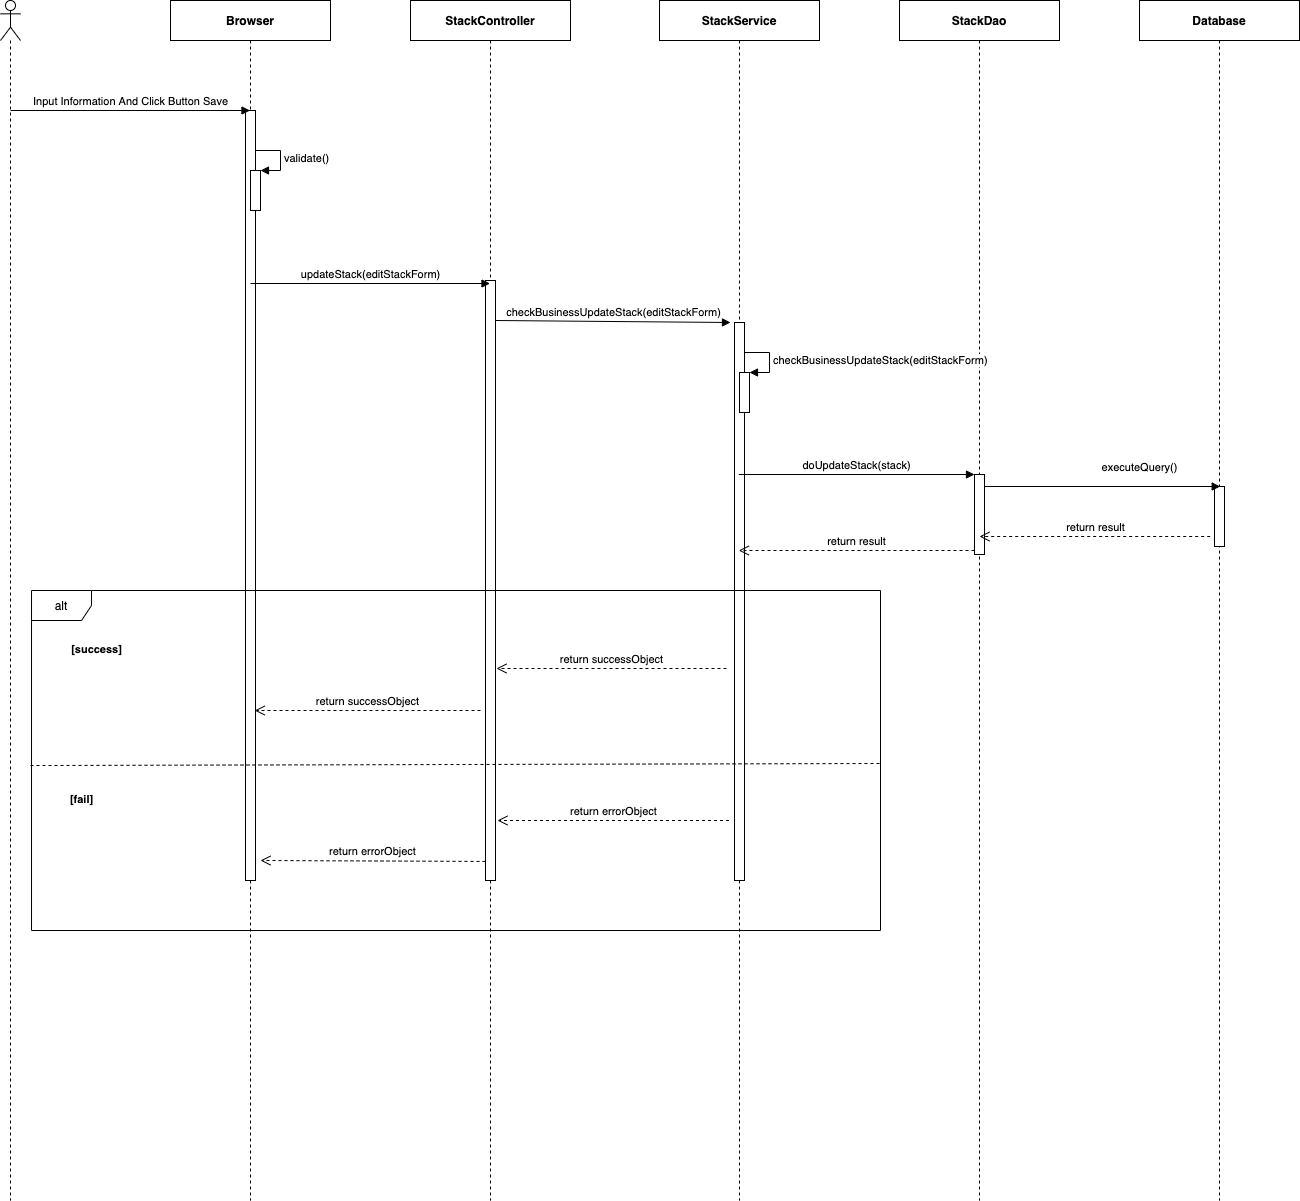 Browser
StackController
StackService
StackDao
Database
Input Information And Click Button Save
validate()
updateStack(editStackForm)
checkBusinessUpdateStack(editStackForm)
checkBusinessUpdateStack(editStackForm)
doUpdateStack(stack)
executeQuery()
return result
return result
alt
[success]
return successObject
return successObject
[fail]
return errorObject
return errorObject